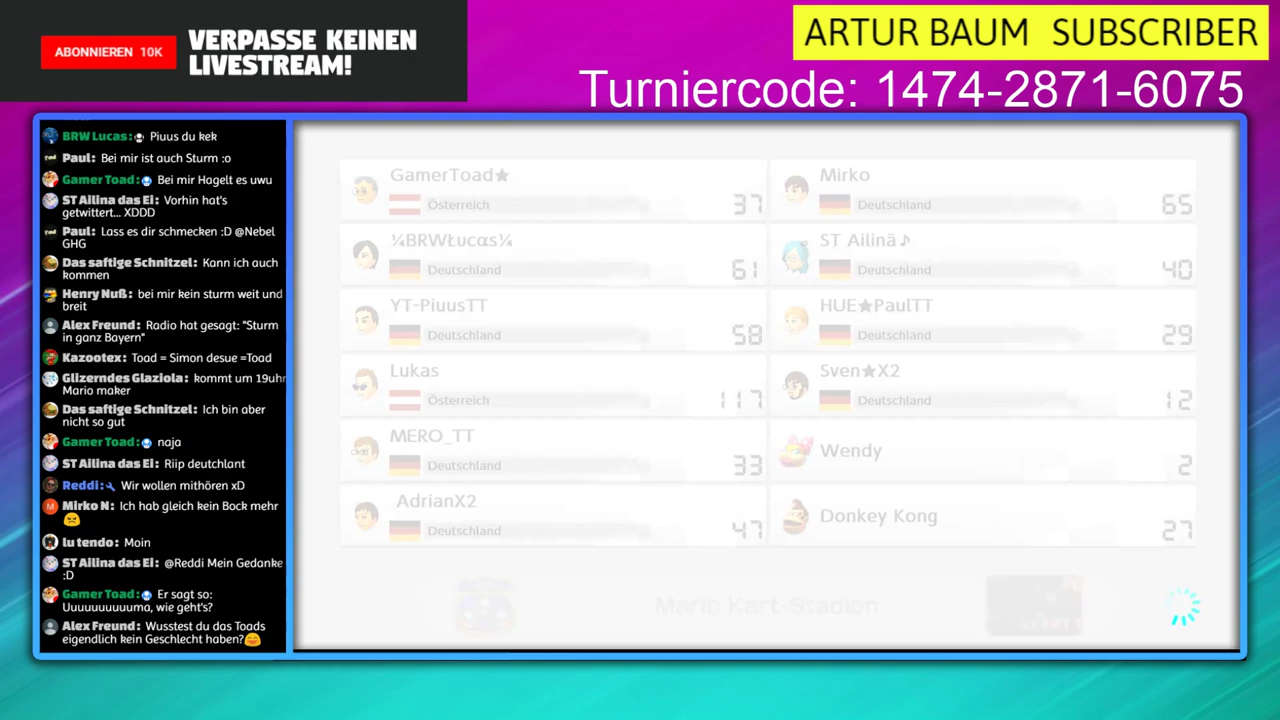 ABONNIEREN 10K
VERPASSE KEINEN
LIVESTREAM!
ARTUR BAUM SUBSCRIBER
Turniercode: 1474-2871-6075
BRW Lucas: Piuus du kek
Paul: Bei mir ist auch Sturm :o
Gamer Toad: Bei mir Hagelt es uwu
ST Ailina das Ei: Vorhin hat's
getwittert... XDDD
Paul: Lass es dir schmecken :D @Nebel
GHG
Das saftige Schnitzel: Kann ich auch
kommen
Henry Nuß: bei mir kein sturm weit und
breit
Alex Freund: Radio hat gesagt: "Sturm
in ganz Bayern"
Kazootex: Toad = Simon desue =Toad
Glizerndes Glaziola: kommt um 19uhr
Mario maker
Das saftige Schnitzel: Ich bin aber
nicht so gut
Gamer Toad: naja
ST Ailina das Ei: Riip deutchlant
Reddi: Wir wollen mithören xD
Mirko N: Ich hab gleich kein Bock mehr
lu tendo: Moin
ST Ailina das Ei: @Reddi Mein Gedanke
:D
Gamer Toad: Er sagt so:
Uuuuuuuuuuma, wie geht's?
Alex Freund: Wusstest du das Toads
eigendlich kein Geschlecht haben?
GamerToad★
Österreich 37
Mirko
Deutschland 65
¼BRWŁucαs¼
Deutschland 61
ST Ailinä♪
Deutschland 40
YT-PiuusTT
Deutschland 58
HUE★PaulTT
Deutschland 29
Lukas
Österreich 117
Sven★X2
Deutschland 12
MERO_TT
Deutschland 33
Wendy 2
AdrianX2
Deutschland 47
Donkey Kong 27
Mario Kart-Stadion